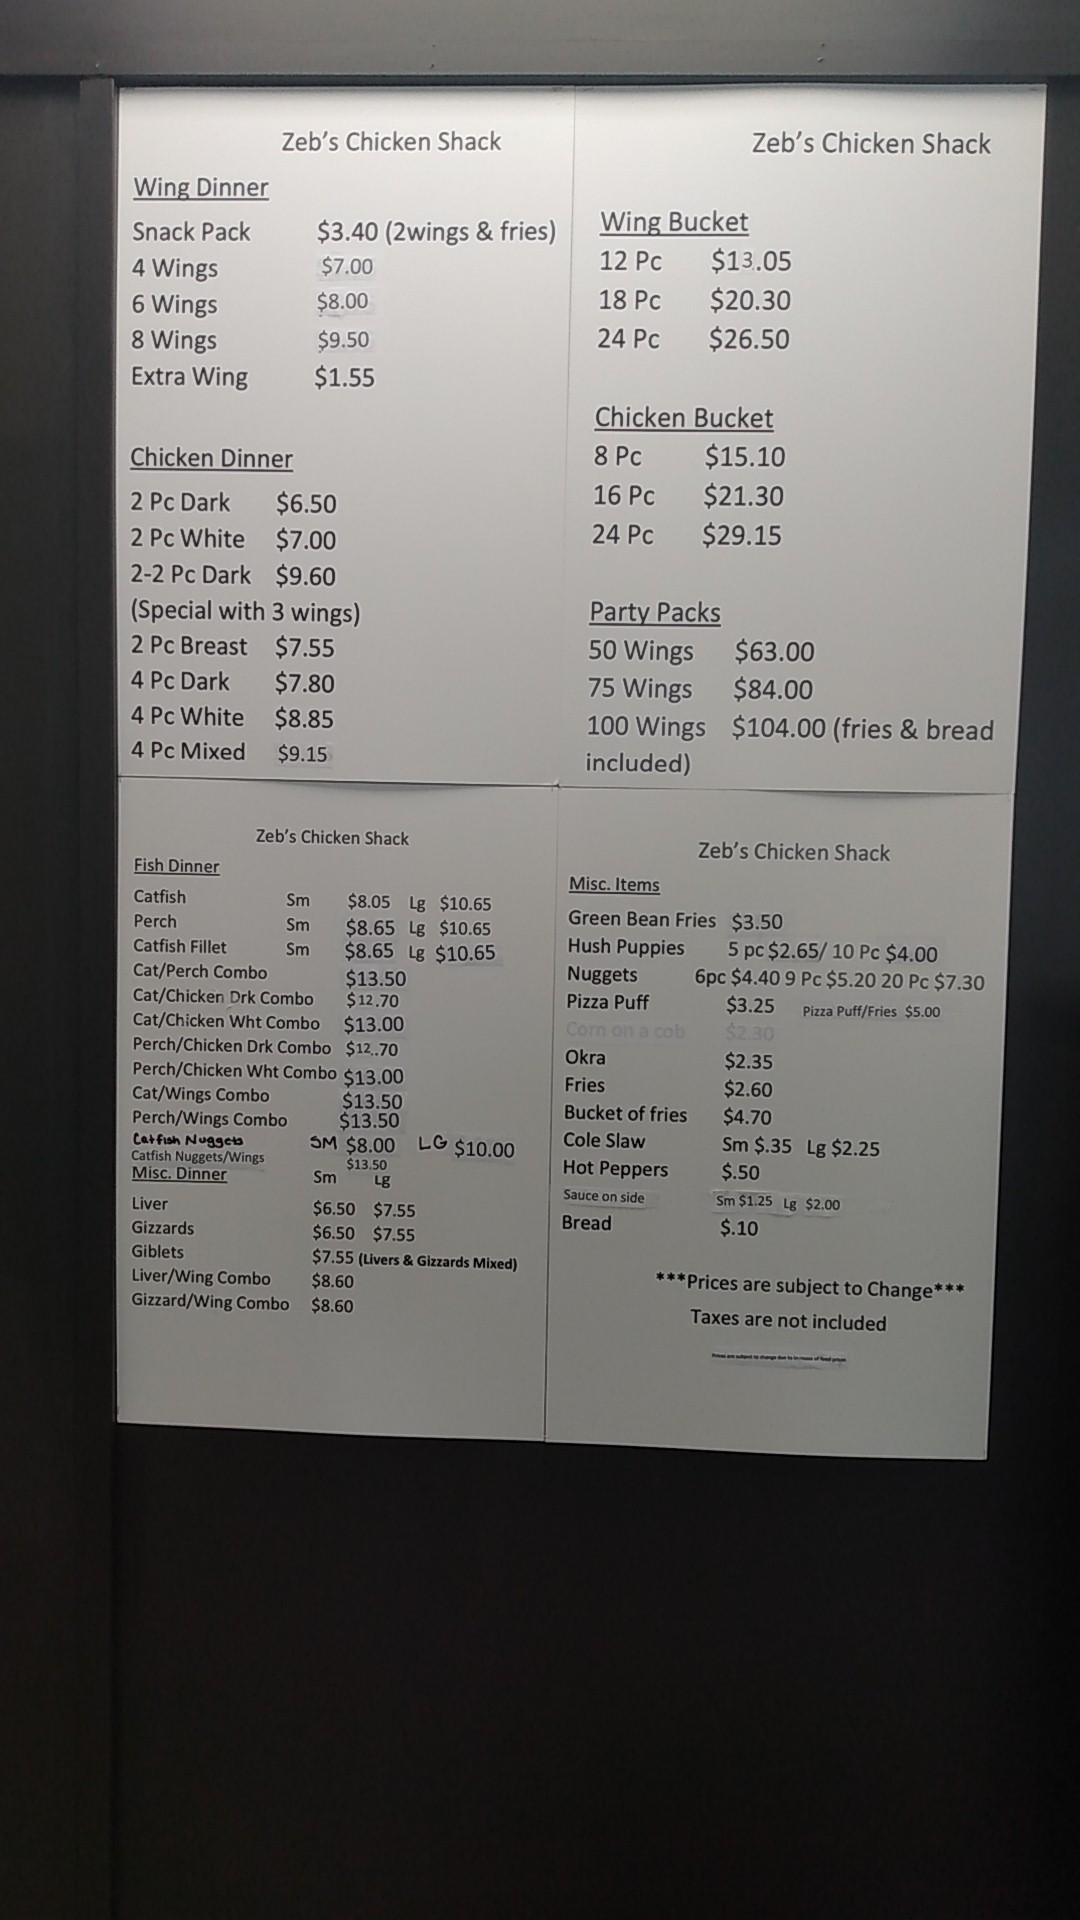 Zeb's Chicken Shack
Wing Dinner
Snack Pack $3.40 (2wings & fries)
4 Wings $7.00
6 Wings $8.00
8 Wings $9.50
Extra Wing $1.55
Chicken Dinner
2 Pc Dark $6.50
2 Pc White $7.00
2-2 Pc Dark $9.60
(Special with 3 wings)
2 Pc Breast $7.55
4 Pc Dark $7.80
4 Pc White $8.85
4 Pc Mixed $9.15
Zeb's Chicken Shack
Wing Bucket
12 Pc $13.05
18 Pc $20.30
24 Pc $26.50
Chicken Bucket
8 Pc $15.10
16 Pc $21.30
24 Pc $29.15
Party Packs
50 Wings $63.00
75 Wings $84.00
100 Wings $104.00 (fries & bread
included)
Zeb's Chicken Shack
Fish Dinner
Catfish Sm $8.05 Lg $10.65
Perch Sm $8.65 Lg $10.65
Catfish Fillet Sm $8.65 Lg $10.65
Cat/Perch Combo $13.50
Cat/Chicken Drk Combo $12.70
Cat/Chicken Wht Combo $13.00
Perch/Chicken Drk Combo $12..70
Perch/Chicken Wht Combo $13.00
Cat/Wings Combo $13.50
Perch/Wings Combo $13.50
Catfish Nuggets SM $8.00 LG $10.00
Catfish Nuggets/Wings $13.50
Misc. Dinner Sm Lg
Liver $6.50 $7.55
Gizzards $6.50 $7.55
Giblets $7.55 (Livers & Gizzards Mixed)
Liver/Wing Combo $8.60
Gizzard/Wing Combo $8.60
Zeb's Chicken Shack
Misc. Items
Green Bean Fries $3.50
Hush Puppies 5 pc $2.65/ 10 Pc $4.00
Nuggets 6pc $4.40 9 Pc $5.20 20 Pc $7.30
Pizza Puff $3.25 Pizza Puff/Fries $5.00
Corn on a cob $2.30
Okra $2.35
Fries $2.60
Bucket of fries $4.70
Cole Slaw Sm $.35 Lg $2.25
Hot Peppers $.50
Sauce on side Sm $1.25 Lg $2.00
Bread $.10
***Prices are subject to Change***
Taxes are not included
Prices are subject to change due to increase of food prices